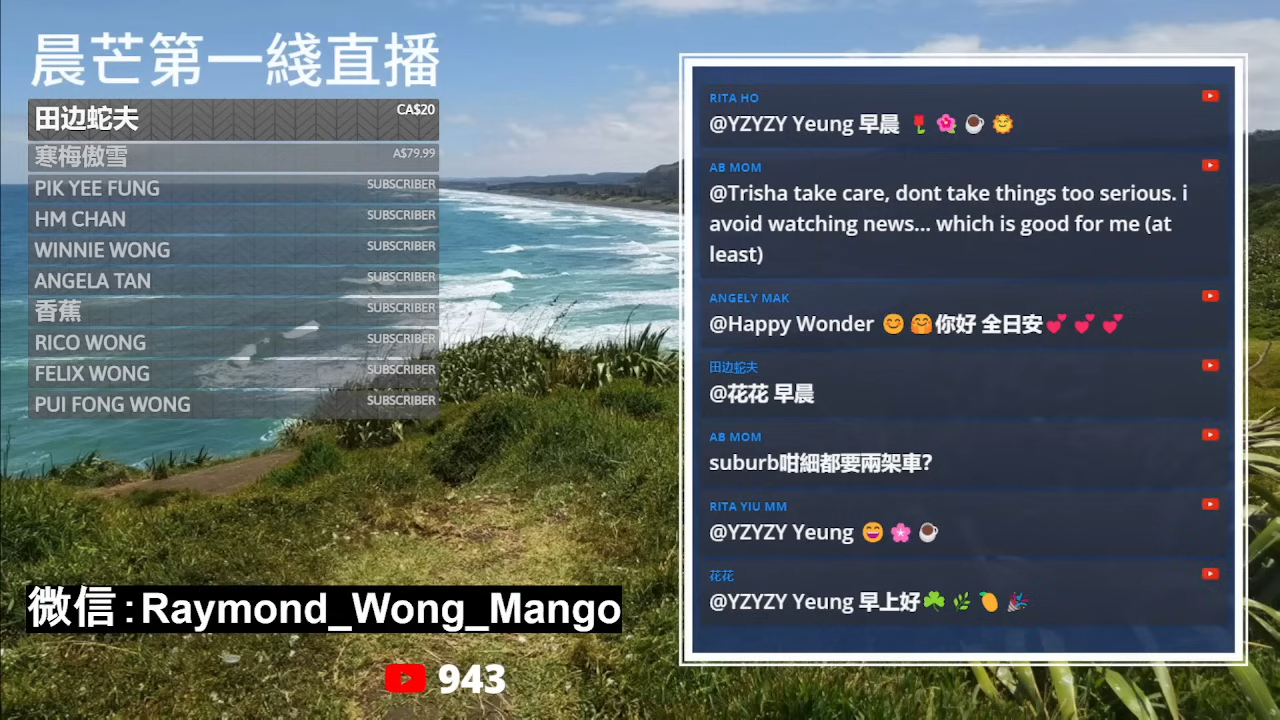 晨芒第一綫直播
田边蛇夫 CA$20
寒梅傲雪 A$79.99
PIK YEE FUNG SUBSCRIBER
HM CHAN SUBSCRIBER
WINNIE WONG SUBSCRIBER
ANGELA TAN SUBSCRIBER
香蕉 SUBSCRIBER
RICO WONG SUBSCRIBER
FELIX WONG SUBSCRIBER
PUI FONG WONG SUBSCRIBER
微信:Raymond_Wong_Mango
943
RITA HO
@YZYZY Yeung 早晨 🌷 🌺 ☕ 🌞
AB MOM
@Trisha take care, dont take things too serious. i
avoid watching news... which is good for me (at
least)
ANGELY MAK
@Happy Wonder 😊 🤗你好 全日安💕 💕 💕
田边蛇夫
@花花 早晨
AB MOM
suburb咁細都要兩架車?
RITA YIU MM
@YZYZY Yeung 😄 🌸 ☕
花花
@YZYZY Yeung 早上好☘️ 🌿 🥭 🎉